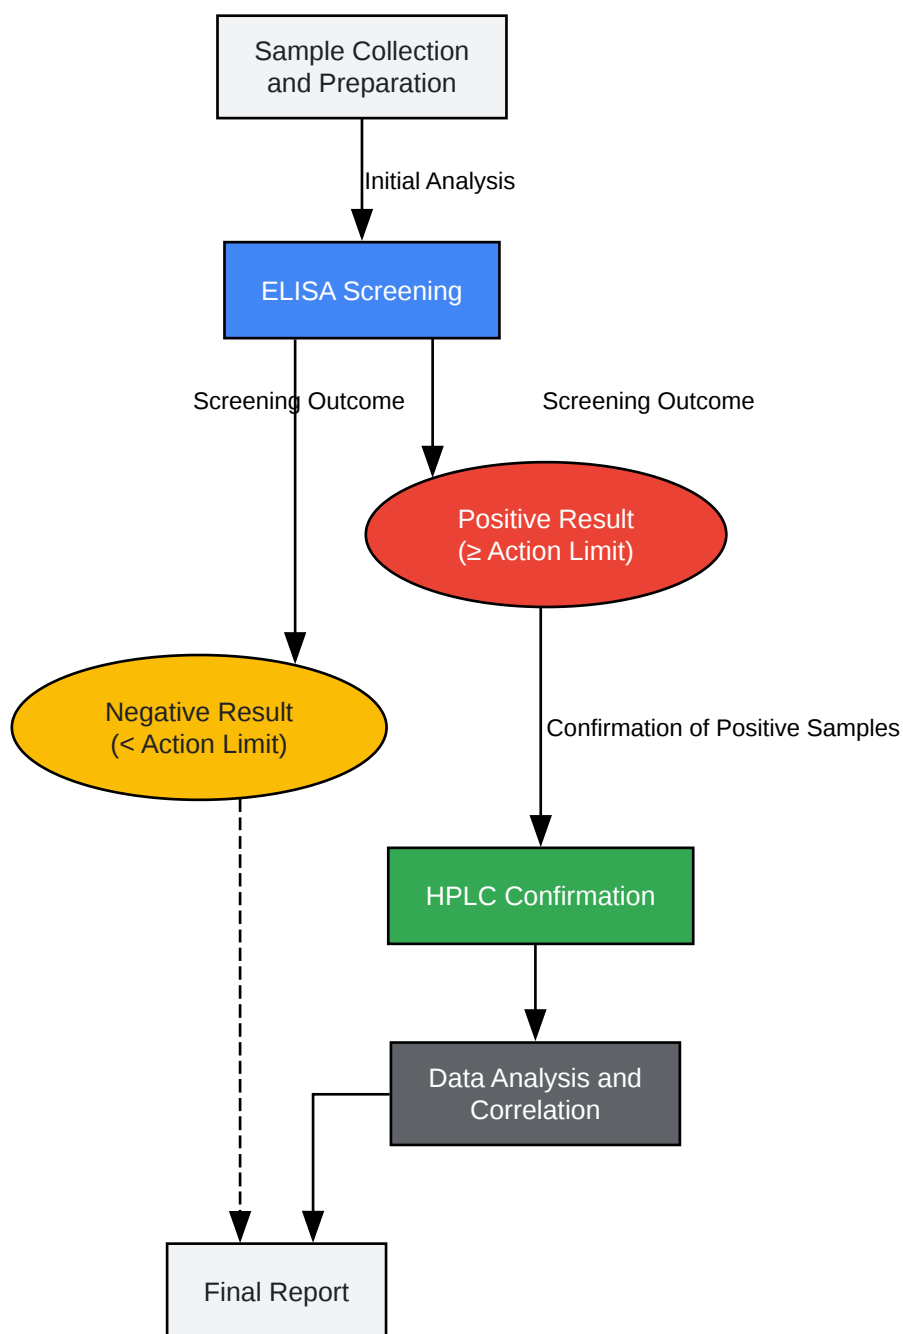 Sample Collection
and Preparation
Initial Analysis
ELISA Screening
Screening Outcome
Screening Outcome
Positive Result
(≥ Action Limit)
Negative Result
(< Action Limit)
Confirmation of Positive Samples
HPLC Confirmation
Data Analysis and
Correlation
Final Report